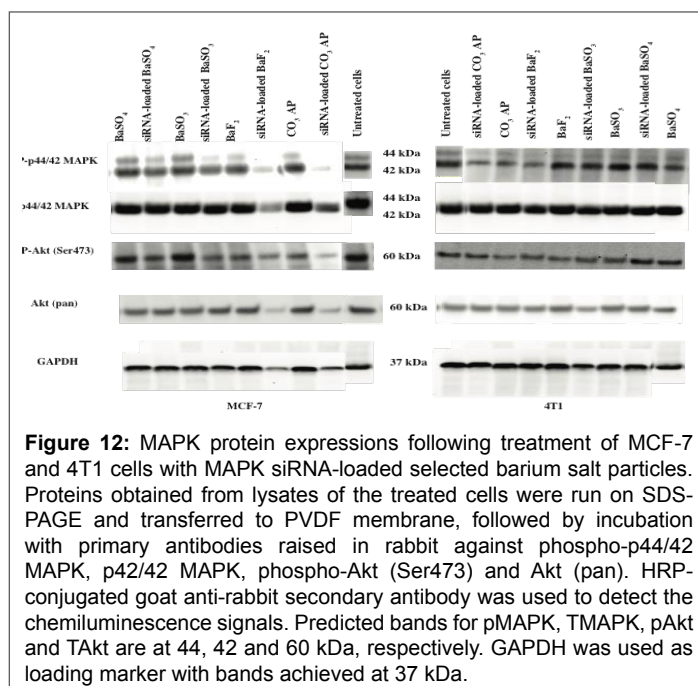 BaSO₄
siRNA-loaded BaSO₄
BaSO₃
siRNA-loaded BaSO₃
BaF₂
siRNA-loaded BaF₂
CO₃ AP
siRNA-loaded CO₃ AP
Untreated cells
Untreated cells
siRNA-loaded CO₃ AP
CO₃ AP
siRNA-loaded BaF₂
BaF₂
siRNA-loaded BaSO₃
BaSO₃
siRNA-loaded BaSO₄
BaSO₄
P-p44/42 MAPK
44 kDa
42 kDa
p44/42 MAPK
44 kDa
42 kDa
P-Akt (Ser473)
60 kDa
Akt (pan)
60 kDa
GAPDH
37 kDa
MCF-7
4T1
Figure 12: MAPK protein expressions following treatment of MCF-7
and 4T1 cells with MAPK siRNA-loaded selected barium salt particles.
Proteins obtained from lysates of the treated cells were run on SDS-
PAGE and transferred to PVDF membrane, followed by incubation
with primary antibodies raised in rabbit against phospho-p44/42
MAPK, p42/42 MAPK, phospho-Akt (Ser473) and Akt (pan). HRP-
conjugated goat anti-rabbit secondary antibody was used to detect the
chemiluminescence signals. Predicted bands for pMAPK, TMAPK, pAkt
and TAkt are at 44, 42 and 60 kDa, respectively. GAPDH was used as
loading marker with bands achieved at 37 kDa.